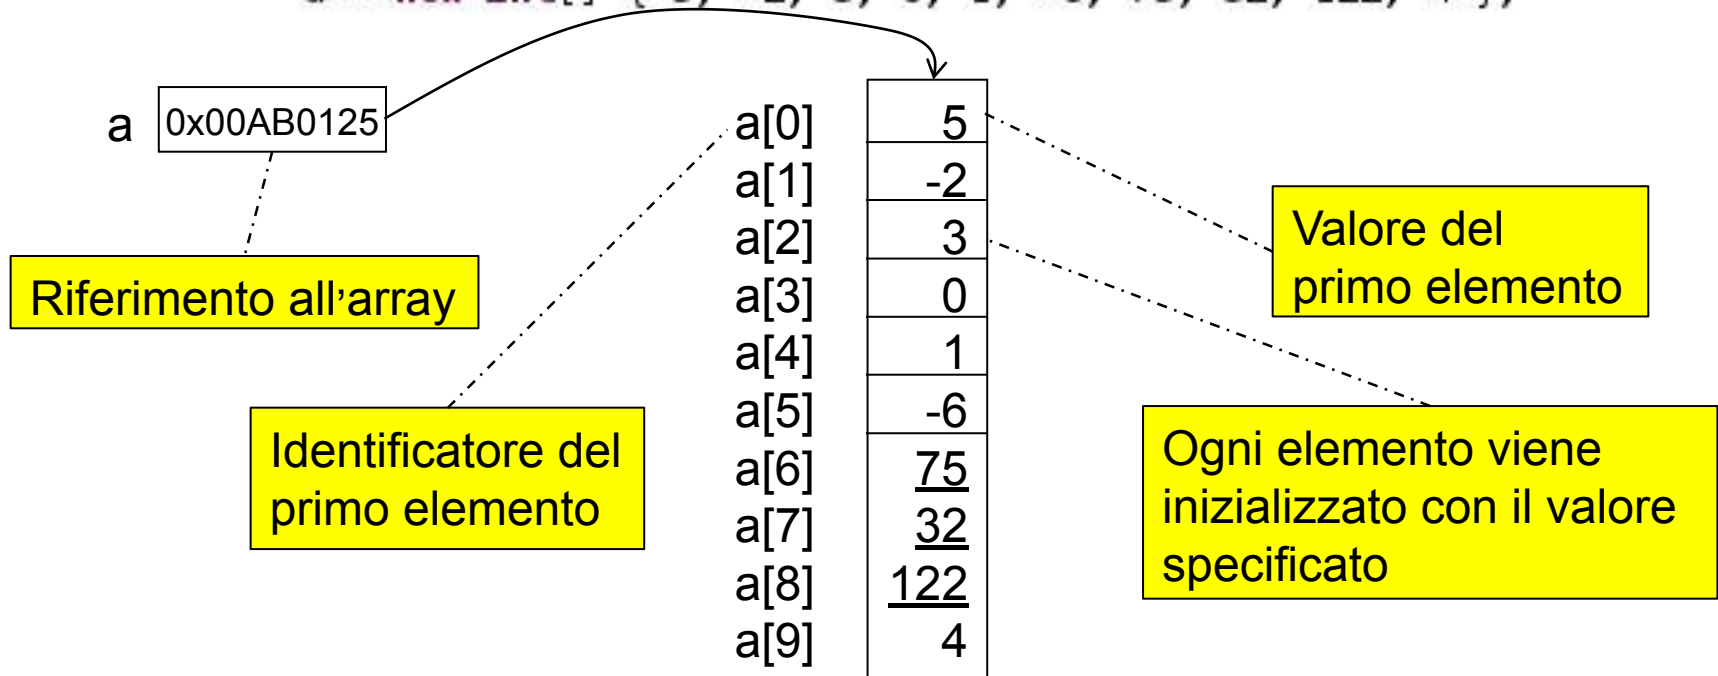 a 0x00AB0125
a[0] 5
a[1] -2
a[2] 3
a[3] 0
a[4] 1
a[5] -6
a[6] 75
a[7] 32
a[8] 122
a[9] 4
Riferimento all'array
Identificatore del
primo elemento
Valore del
primo elemento
Ogni elemento viene
inizializzato con il valore
specificato